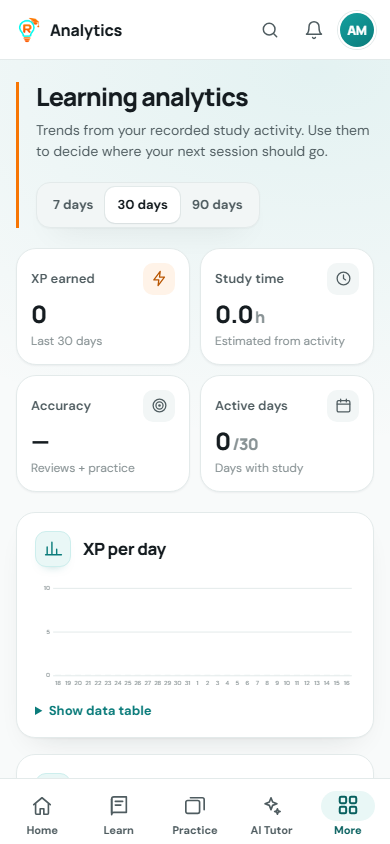 R
Analytics
AM
Learning analytics
Trends from your recorded study activity. Use them
to decide where your next session should go.
7 days 30 days 90 days
XP earned
0
Last 30 days
Study time
0.0h
Estimated from activity
Accuracy
—
Reviews + practice
Active days
0/30
Days with study
XP per day
10
5
0
18 19 20 21 22 23 24 25 26 27 28 29 30 31 1 2 3 4 5 6 7 8 9 10 11 12 13 14 15 16
Show data table
Home Learn Practice AI Tutor More